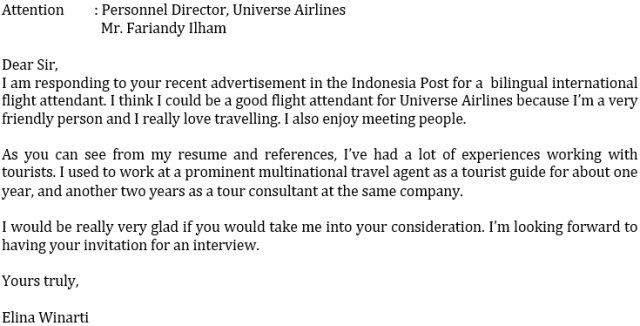 Attention : Personnel Director, Universe Airlines
Mr. Fariandy Ilham
Dear Sir,
I am responding to your recent advertisement in the Indonesia Post for a bilingual international
flight attendant. I think I could be a good flight attendant for Universe Airlines because I'm a very
friendly person and I really love travelling. I also enjoy meeting people.
As you can see from my resume and references, I've had a lot of experiences working with
tourists. I used to work at a prominent multinational travel agent as a tourist guide for about one
year, and another two years as a tour consultant at the same company.
I would be really very glad if you would take me into your consideration. I'm looking forward to
having your invitation for an interview.
Yours truly,
Elina Winarti